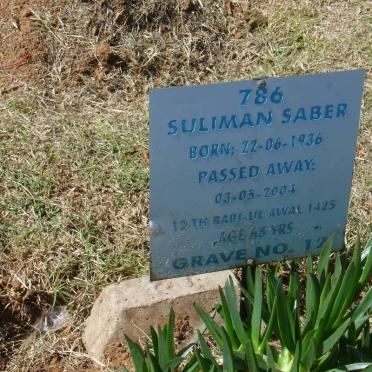 786
SULIMAN SABER
BORN: 22-06-1936
PASSED AWAY:
03-05-2004
12 TH RABI-UL AWAL 1425
AGE 68 YRS
GRAVE NO. 12